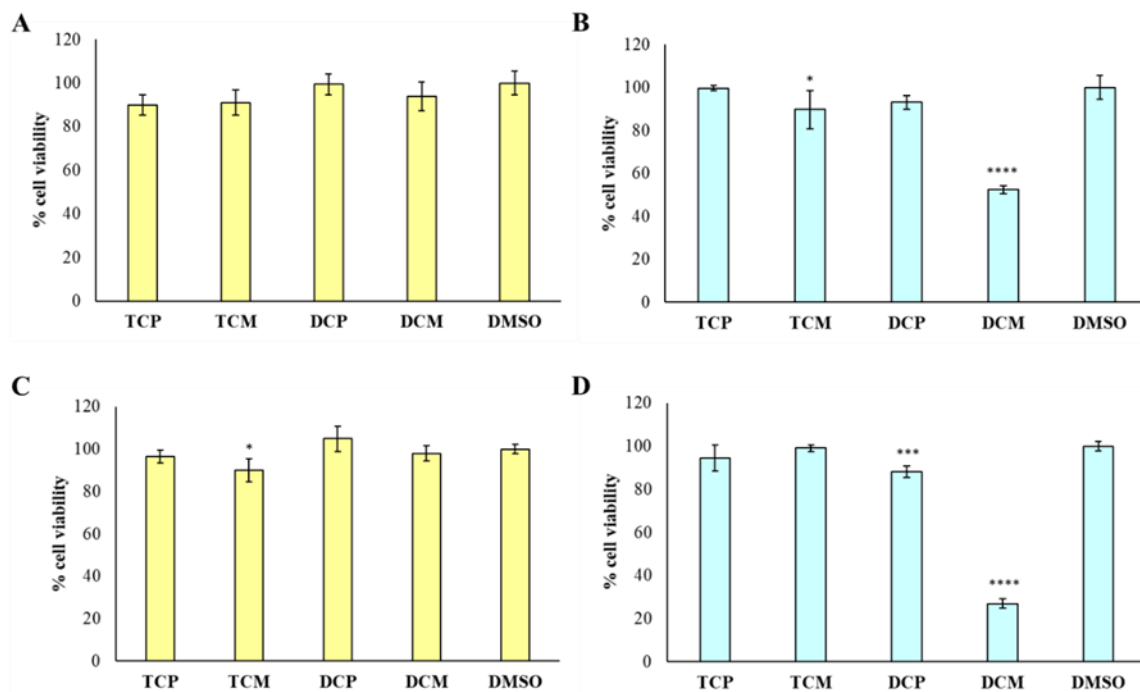 A
% cell viability
120
100
80
60
40
20
0
TCP TCM DCP DCM DMSO
B
% cell viability
120
100
80
60
40
20
0
*
****
TCP TCM DCP DCM DMSO
C
% cell viability
120
100
80
60
40
20
0
*
TCP TCM DCP DCM DMSO
D
% cell viability
120
100
80
60
40
20
0
***
****
TCP TCM DCP DCM DMSO